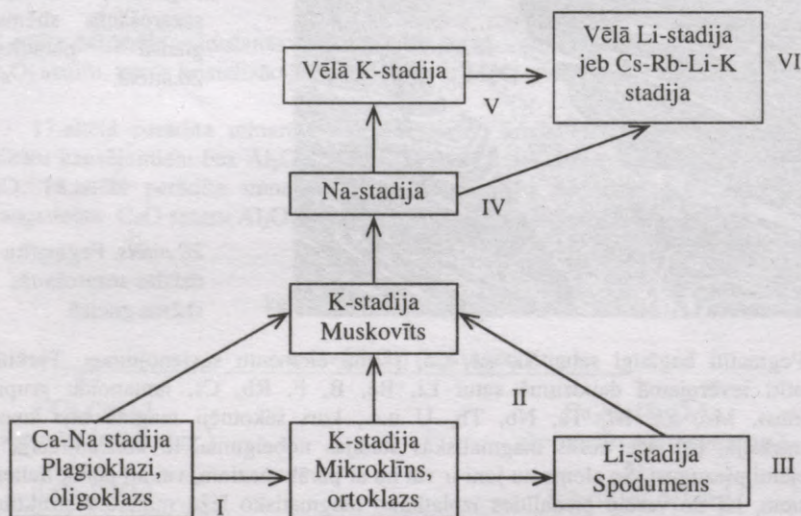 Vēlā K-stadija
Vēlā Li-stadija
jeb Cs-Rb-Li-K
stadija
VI
V
Na-stadija
IV
K-stadija
Muskovīts
II
Ca-Na stadija
Plagioklazi,
oligoklazs
I
K-stadija
Mikroklīns,
ortoklazs
Li-stadija
Spodumens
III